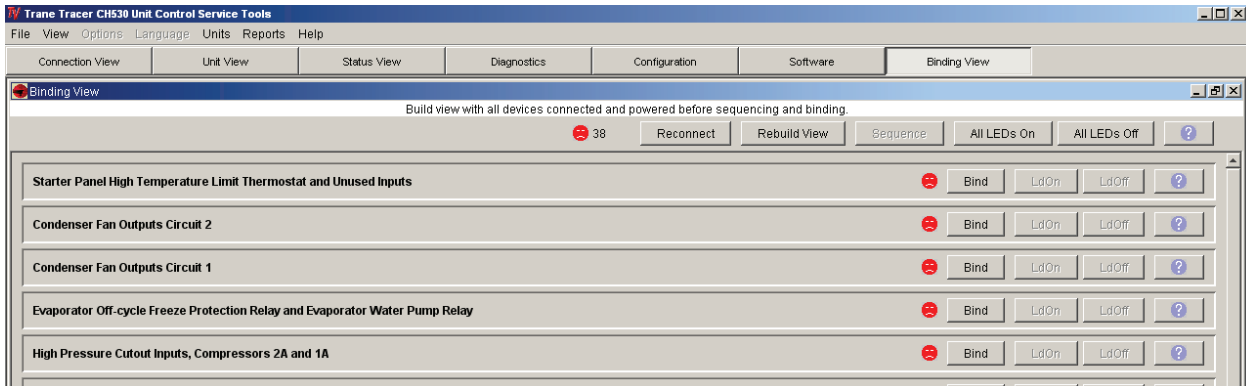 Trane Tracer CH530 Unit Control Service Tools
File View Options Language Units Reports Help
Connection View Unit View Status View Diagnostics Configuration Software Binding View
Binding View
Build view with all devices connected and powered before sequencing and binding.
38 Reconnect Rebuild View Sequence All LEDs On All LEDs Off ?
Starter Panel High Temperature Limit Thermostat and Unused Inputs Bind LdOn LdOff ?
Condenser Fan Outputs Circuit 2 Bind LdOn LdOff ?
Condenser Fan Outputs Circuit 1 Bind LdOn LdOff ?
Evaporator Off-cycle Freeze Protection Relay and Evaporator Water Pump Relay Bind LdOn LdOff ?
High Pressure Cutout Inputs, Compressors 2A and 1A Bind LdOn LdOff ?